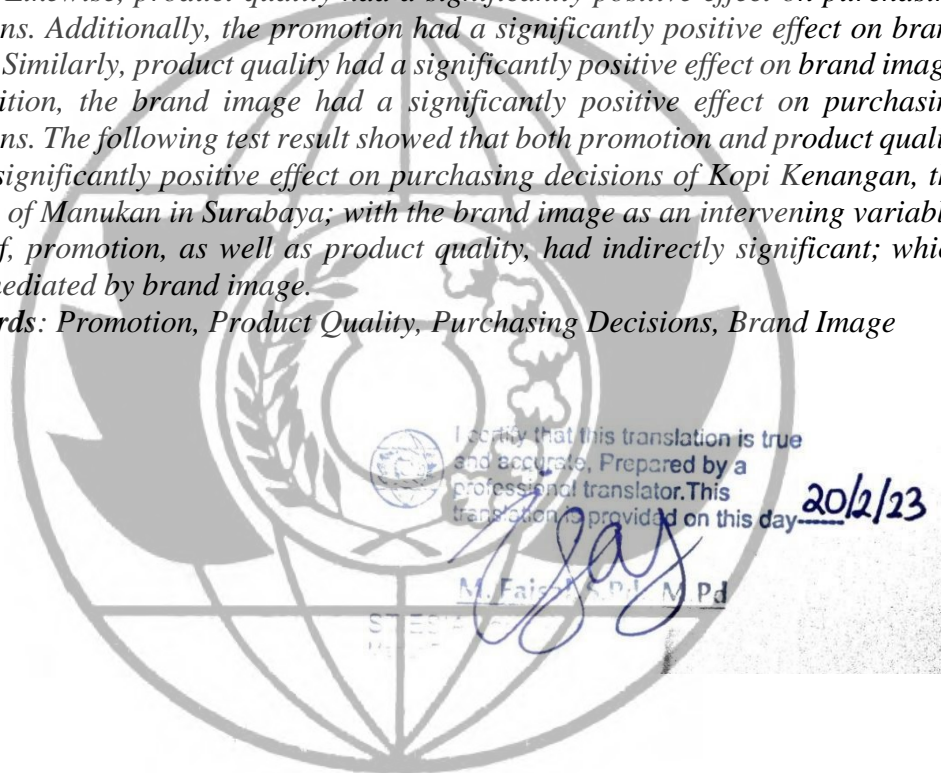 Likewise, product quality had a significantly positive effect on purchasin
ns. Additionally, the promotion had a significantly positive effect on bran
Similarly, product quality had a significantly positive effect on brand imag
ition, the brand image had a significantly positive effect on purchasin
ns. The following test result showed that both promotion and product quali
significantly positive effect on purchasing decisions of Kopi Kenangan, th
of Manukan in Surabaya; with the brand image as an intervening variabl
f, promotion, as well as product quality, had indirectly significant; whic
nediated by brand image.
rds: Promotion, Product Quality, Purchasing Decisions, Brand Image
I certify that this translation is true
and accurate, Prepared by a
professional translator. This
translation is provided on this day 20/2/23
M. Faisal, S.Pd, M.Pd